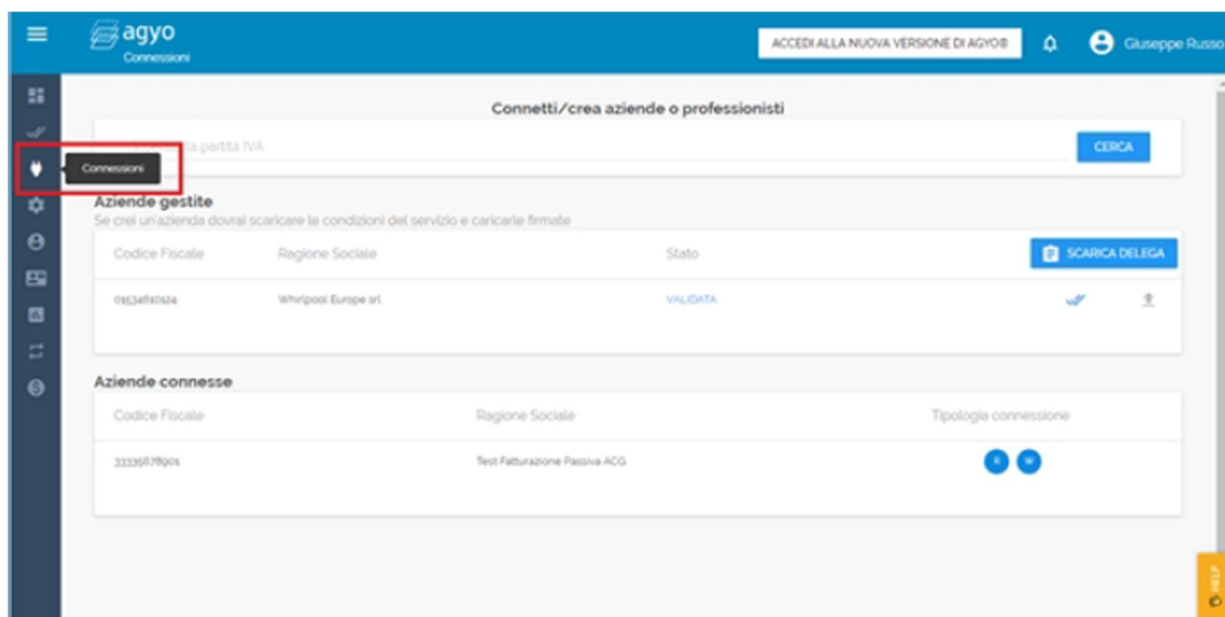 agyo
Connessioni
ACCEDI ALLA NUOVA VERSIONE DI AGYO®
Giuseppe Russo
Connetti/crea aziende o professionisti
la partita IVA
CERCA
Connessioni
Aziende gestite
Se crei un'azienda dovrai scaricare le condizioni del servizio e caricarle firmate
Codice Fiscale Ragione Sociale Stato SCARICA DELEGA
Whirlpool Europe srl VALIDATA
Aziende connesse
Codice Fiscale Ragione Sociale Tipologia connessione
Test Fatturazione Passiva ACG R W
HELP